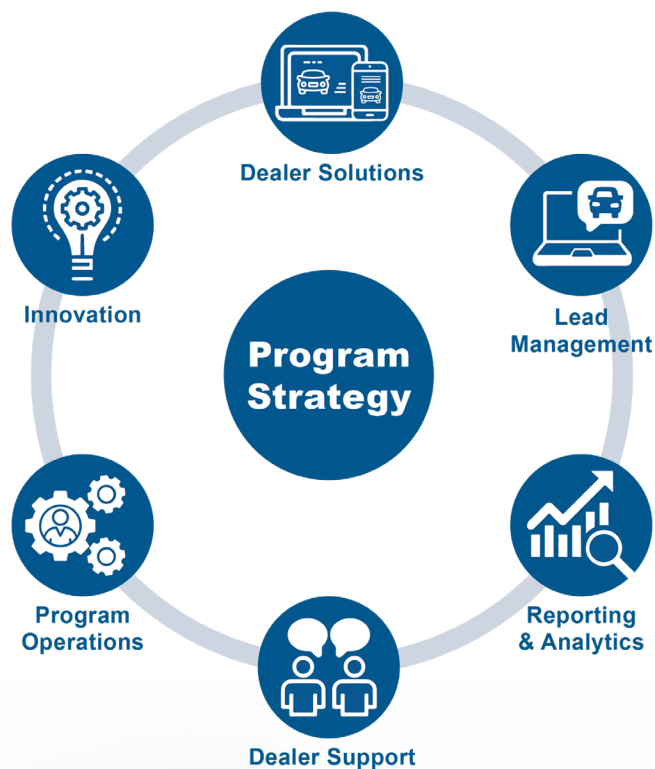 Dealer Solutions
Innovation
Lead
Management
Program
Strategy
Program
Operations
Reporting
& Analytics
Dealer Support